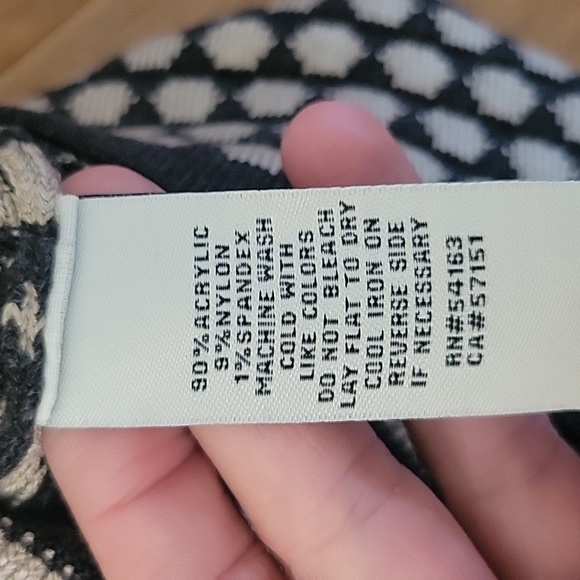 90%ACRYLIC
9%NYLON
1%SPANDEX
MACHINE WASH
COLD WITH
LIKE COLORS
DO NOT BLEACH
LAY FLAT TO DRY
COOL IRON ON
REVERSE SIDE
IF NECESSARY
RN#54163
CA#57151